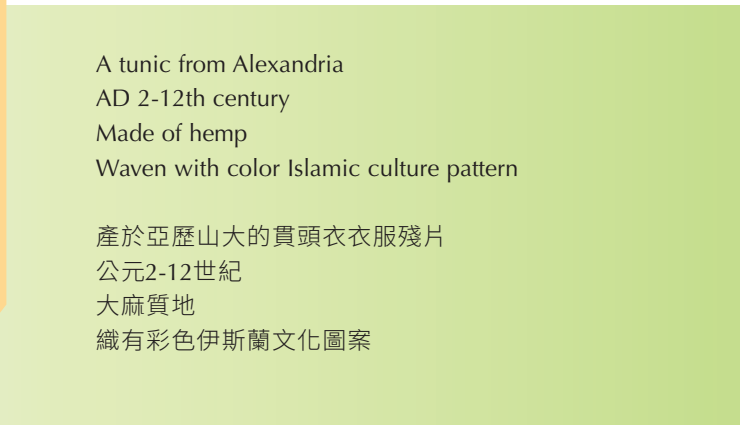 A tunic from Alexandria
AD 2-12th century
Made of hemp
Waven with color Islamic culture pattern
產於亞歷山大的貫頭衣衣服殘片
公元2-12世紀
大麻質地
織有彩色伊斯蘭文化圖案